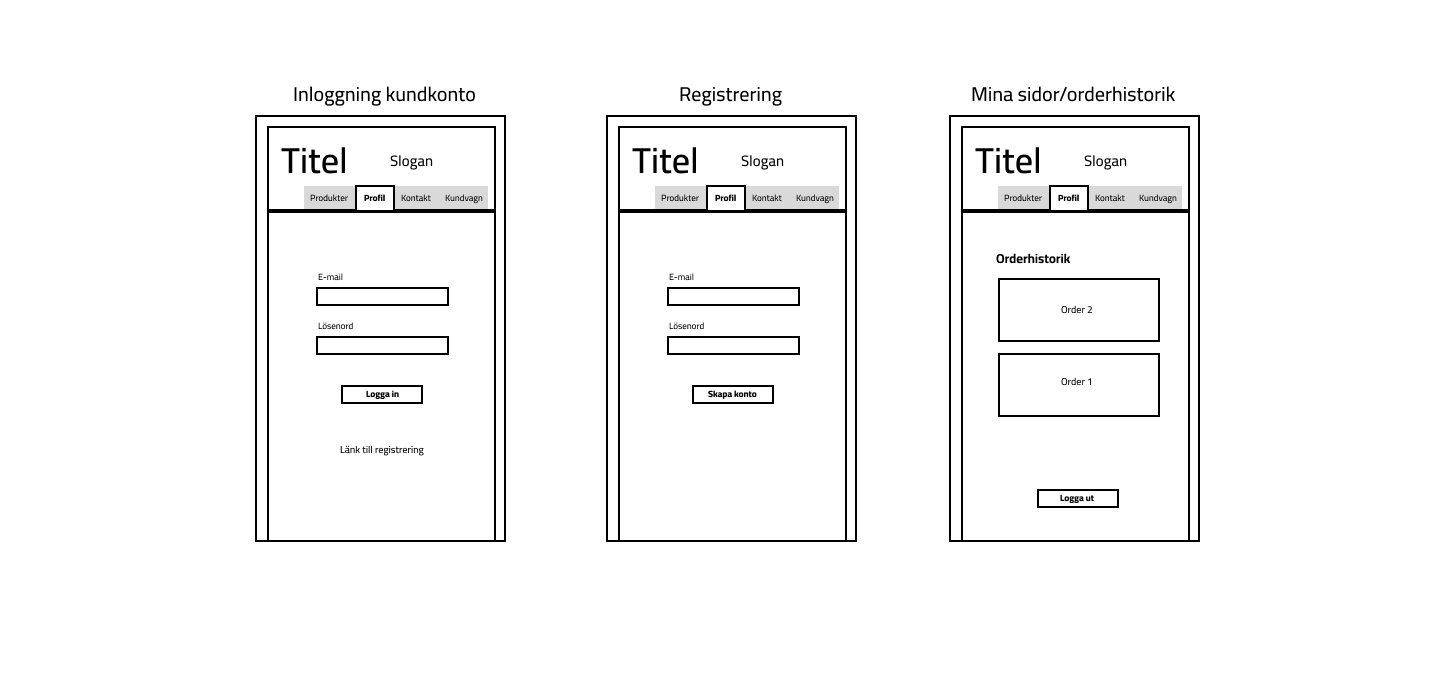 Inloggning kundkonto
Titel Slogan
Produkter Profil Kontakt Kundvagn
E-mail
Lösenord
Logga in
Länk till registrering
Registrering
Titel Slogan
Produkter Profil Kontakt Kundvagn
E-mail
Lösenord
Skapa konto
Mina sidor/orderhistorik
Titel Slogan
Produkter Profil Kontakt Kundvagn
Orderhistorik
Order 2
Order 1
Logga ut